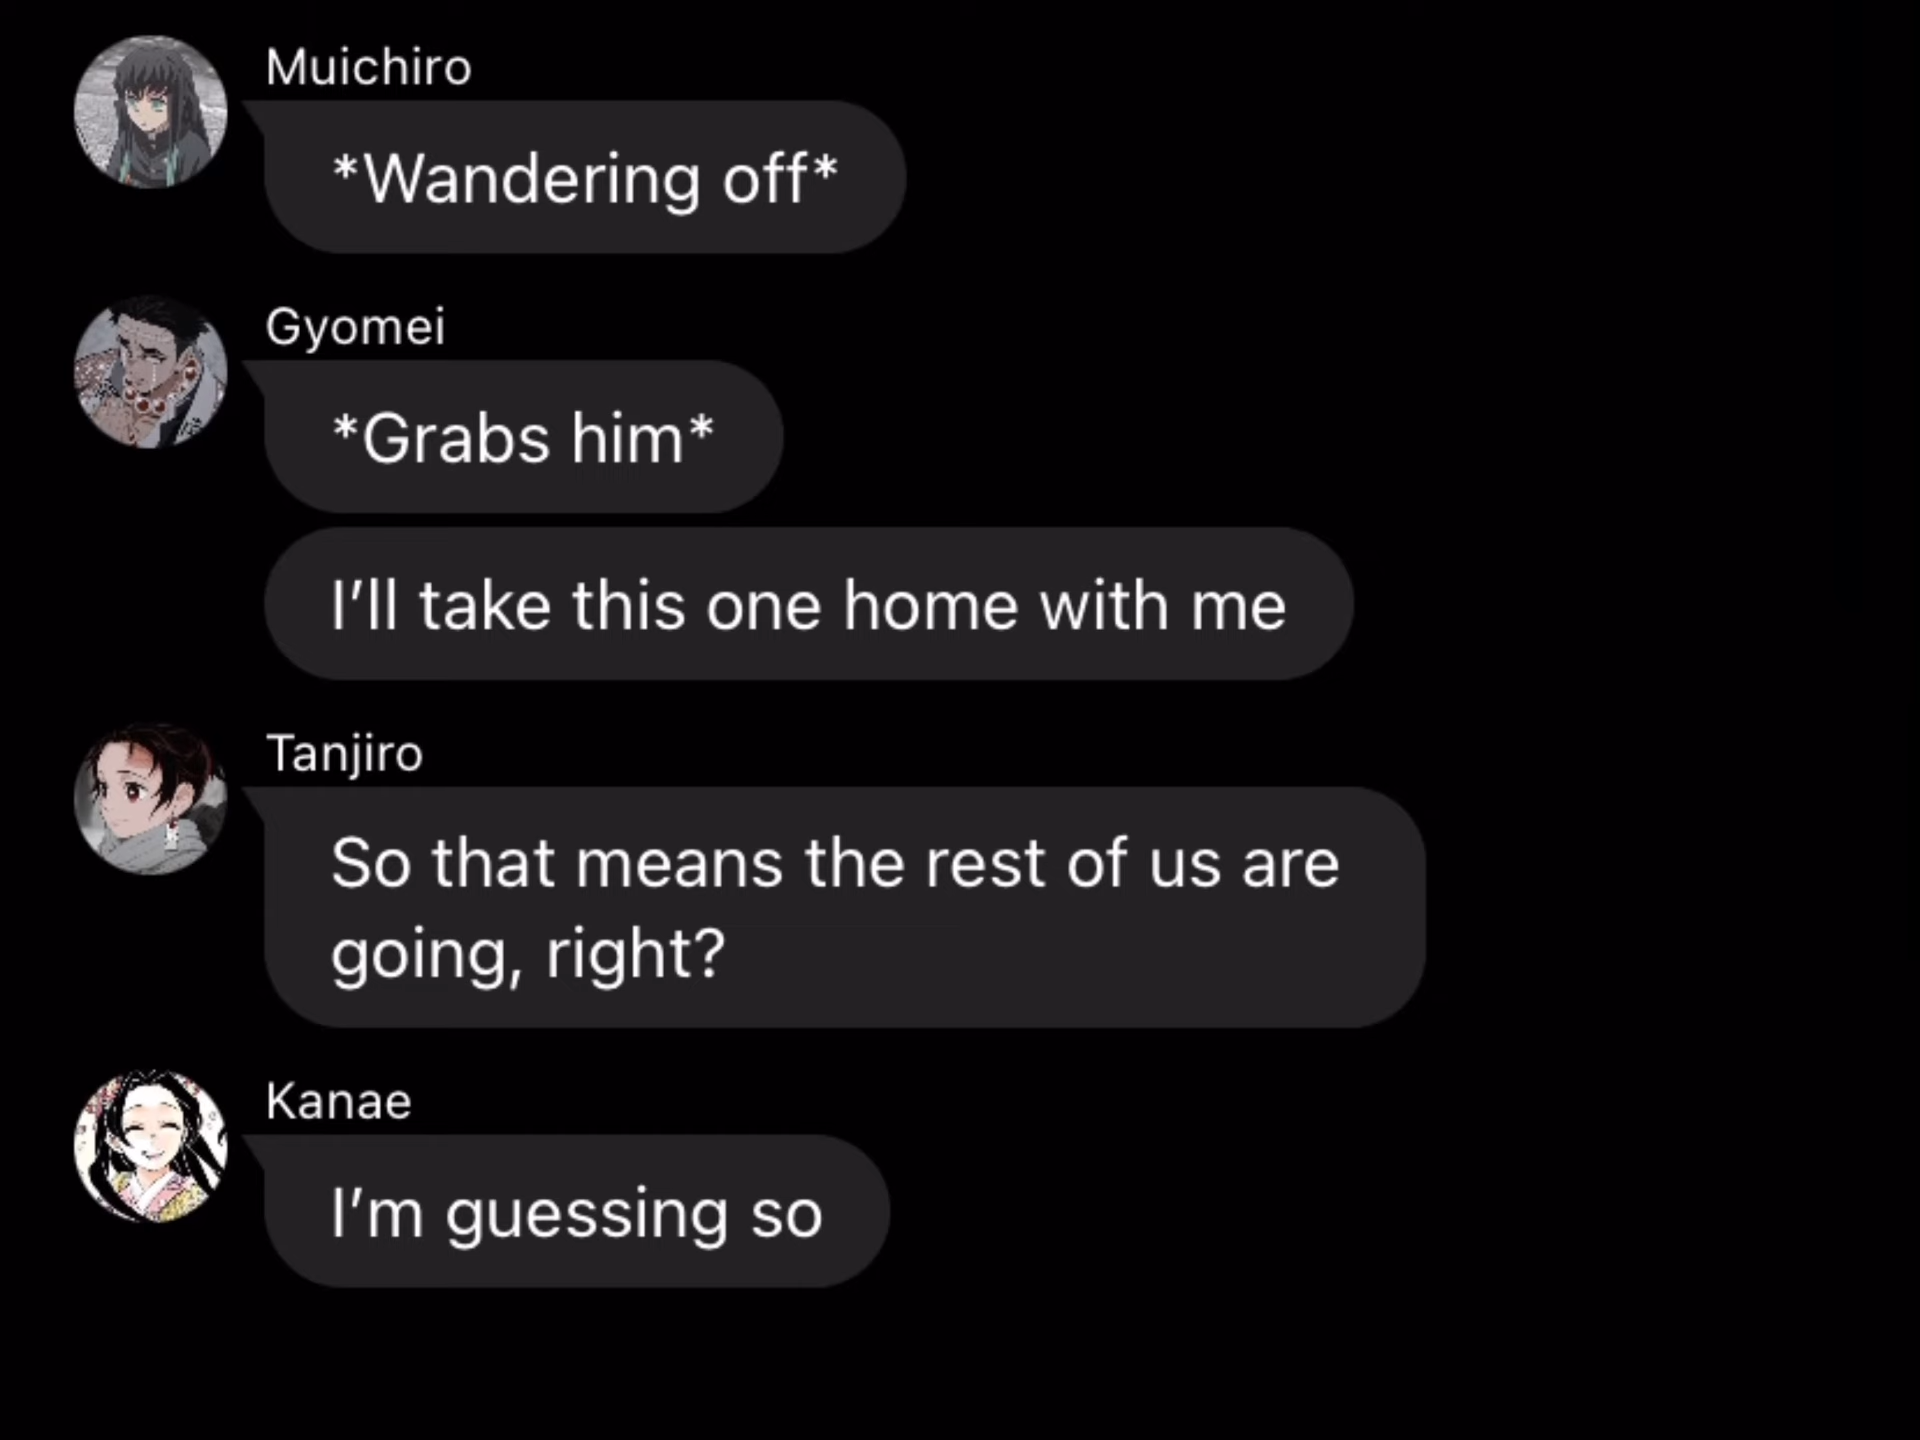 Muichiro
*Wandering off*
Gyomei
*Grabs him*
I’ll take this one home with me
Tanjiro
So that means the rest of us are
going, right?
Kanae
I’m guessing so